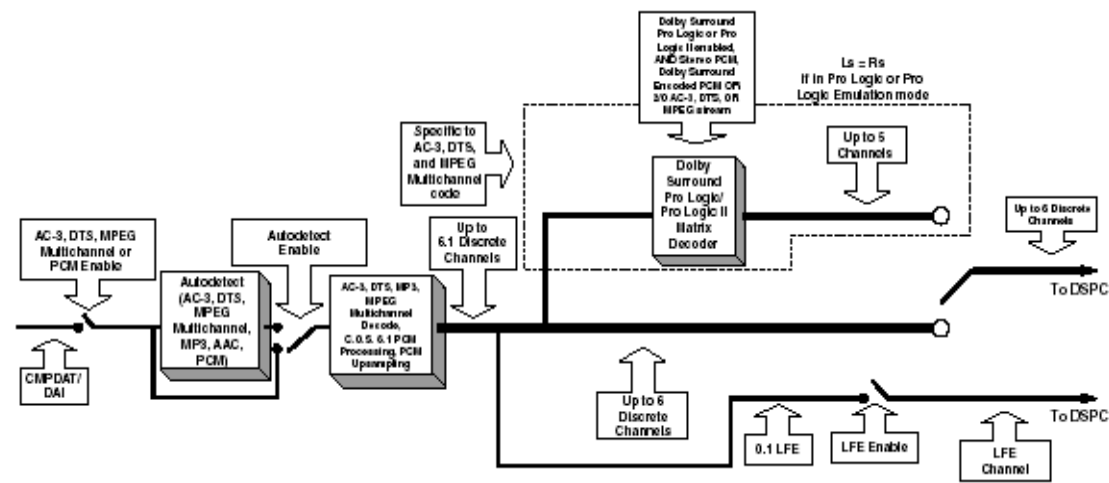 Dolby Surround
Pro Logic or Pro
Logic II enabled,
AND Stereo PCM,
Dolby Surround
Encoded PCM OR
2/0 AC-3, DTS, OR
MPEG stream
Ls = Rs
If in Pro Logic or Pro
Logic Emulation mode
Specific to
AC-3, DTS,
and MPEG
Multichannel
code
Up to 5
Channels
Dolby
Surround
Pro Logic/
Pro Logic II
Matrix
Decoder
Up to 6 Discrete
Channels
To DSPC
AC-3, DTS, MPEG
Multichannel or
PCM Enable
Autodetect
Enable
Up to
6.1 Discrete
Channels
Autodetect
(AC-3, DTS,
MPEG
Multichannel,
MP3, AAC,
PCM)
AC-3, DTS, MP3,
MPEG
Multichannel
Decode,
C.O.S. 6.1 PCM
Processing, PCM
Upsampling
CMPDAT/
DAI
Up to 6
Discrete
Channels
0.1 LFE
LFE Enable
LFE
Channel
To DSPC